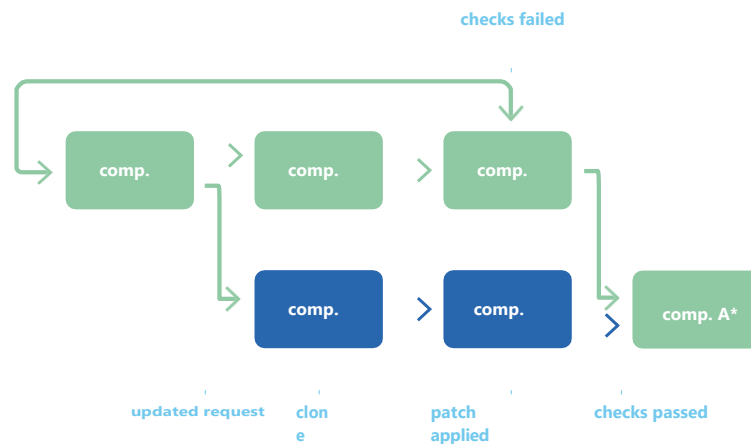 checks failed
comp.
comp.
comp.
comp.
comp.
comp. A*
updated request
clon
e
patch
applied
checks passed